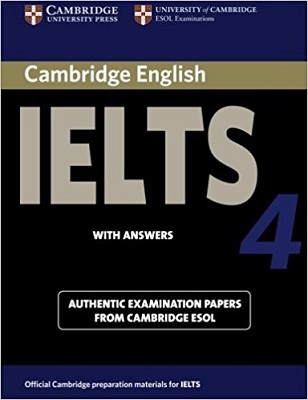 CAMBRIDGE
UNIVERSITY PRESS
UNIVERSITY of CAMBRIDGE
ESOL Examinations
Cambridge English
IELTS
4
WITH ANSWERS
AUTHENTIC EXAMINATION PAPERS
FROM CAMBRIDGE ESOL
Official Cambridge preparation materials for IELTS